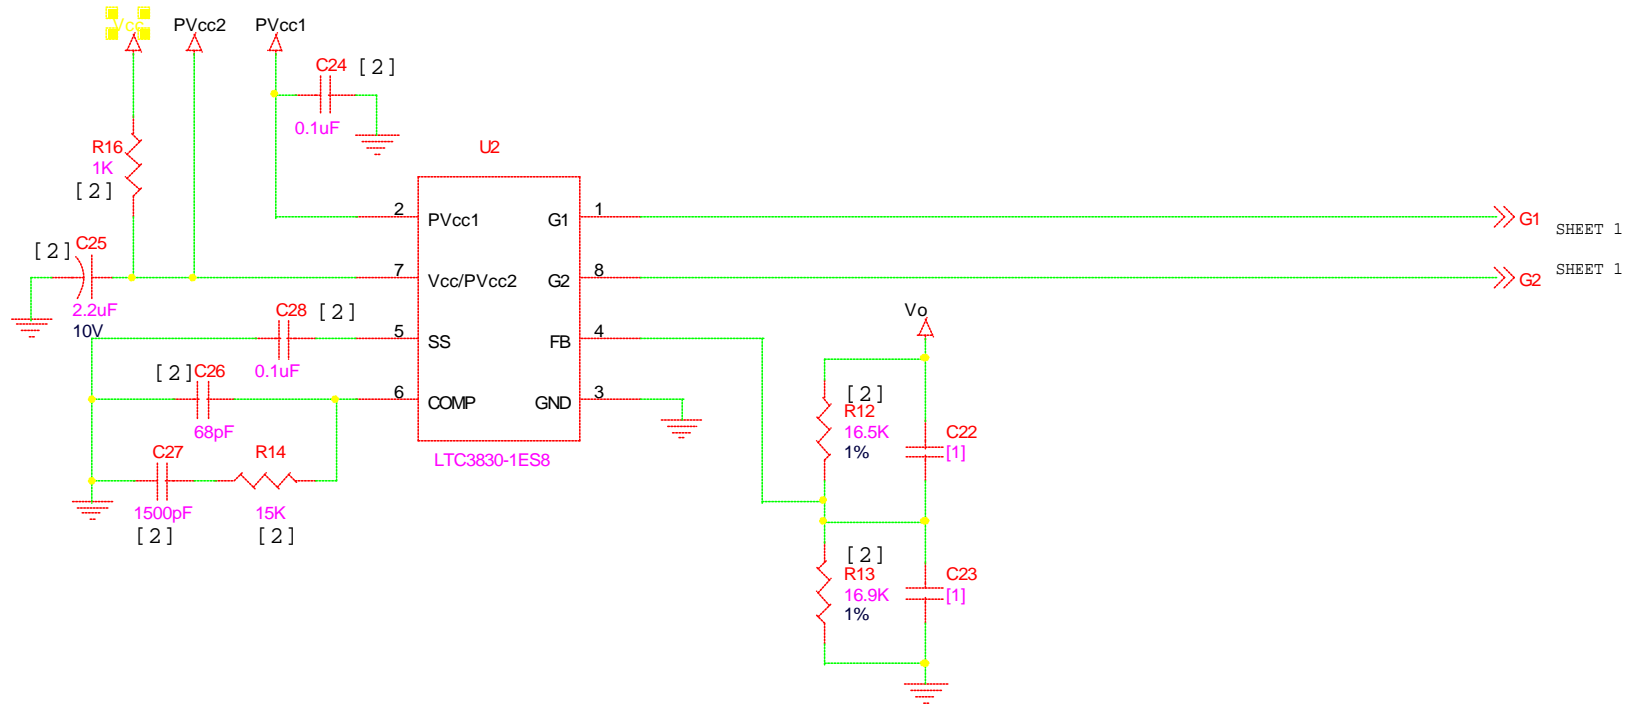 Vcc PVcc2 PVcc1
C24 [2]
0.1uF
R16
1K
[2]
U2
2 PVcc1 G1 1
G1 SHEET 1
[2] C25
7 Vcc/PVcc2 G2 8
G2 SHEET 1
2.2uF
10V
C28 [2]
5 SS FB 4
Vo
0.1uF
[2] C26
6 COMP GND 3
68pF
[2]
R12
16.5K
1%
C22
[1]
C27 R14
LTC3830-1ES8
1500pF 15K
[2] [2]
[2]
R13
16.9K
1%
C23
[1]